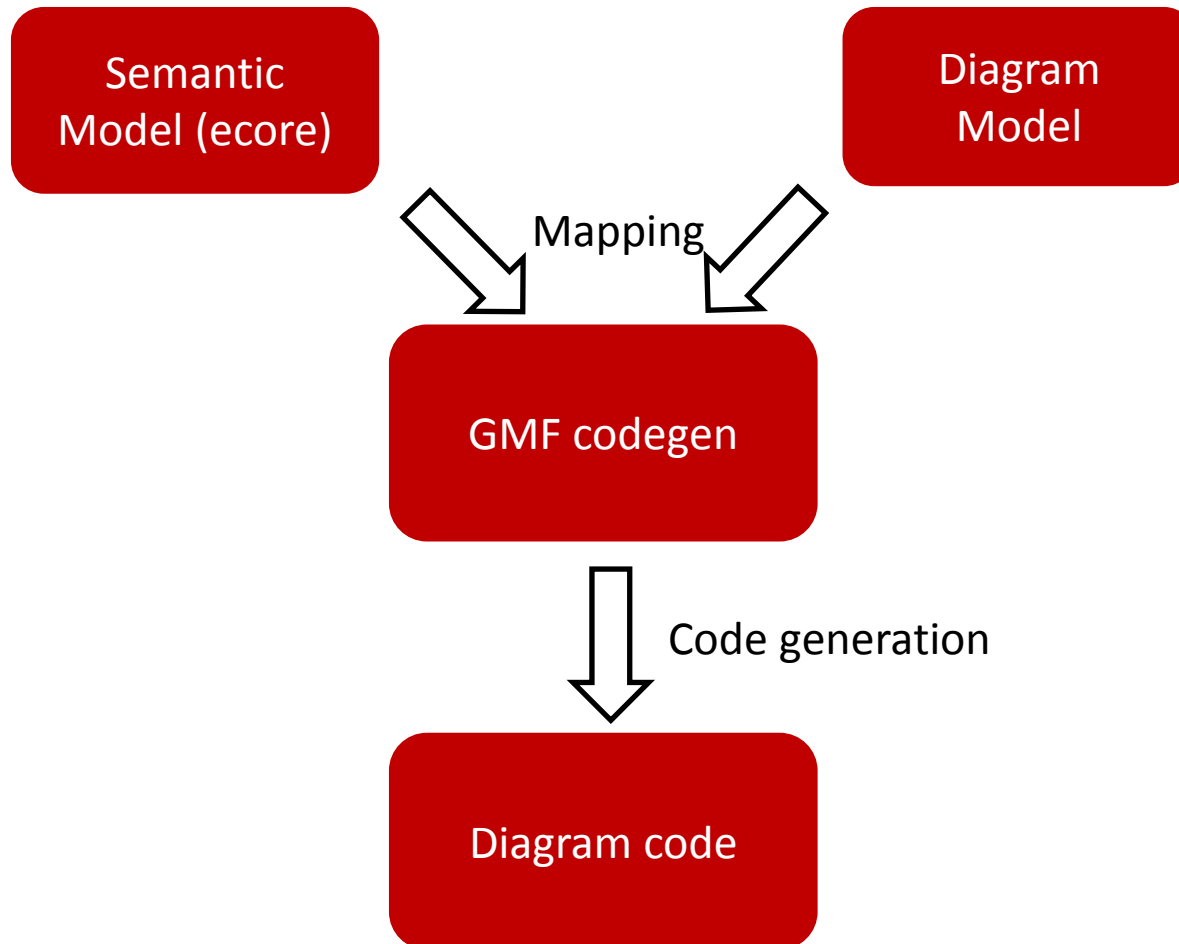 Semantic
Model (ecore)
Diagram
Model
Mapping
GMF codegen
Code generation
Diagram code